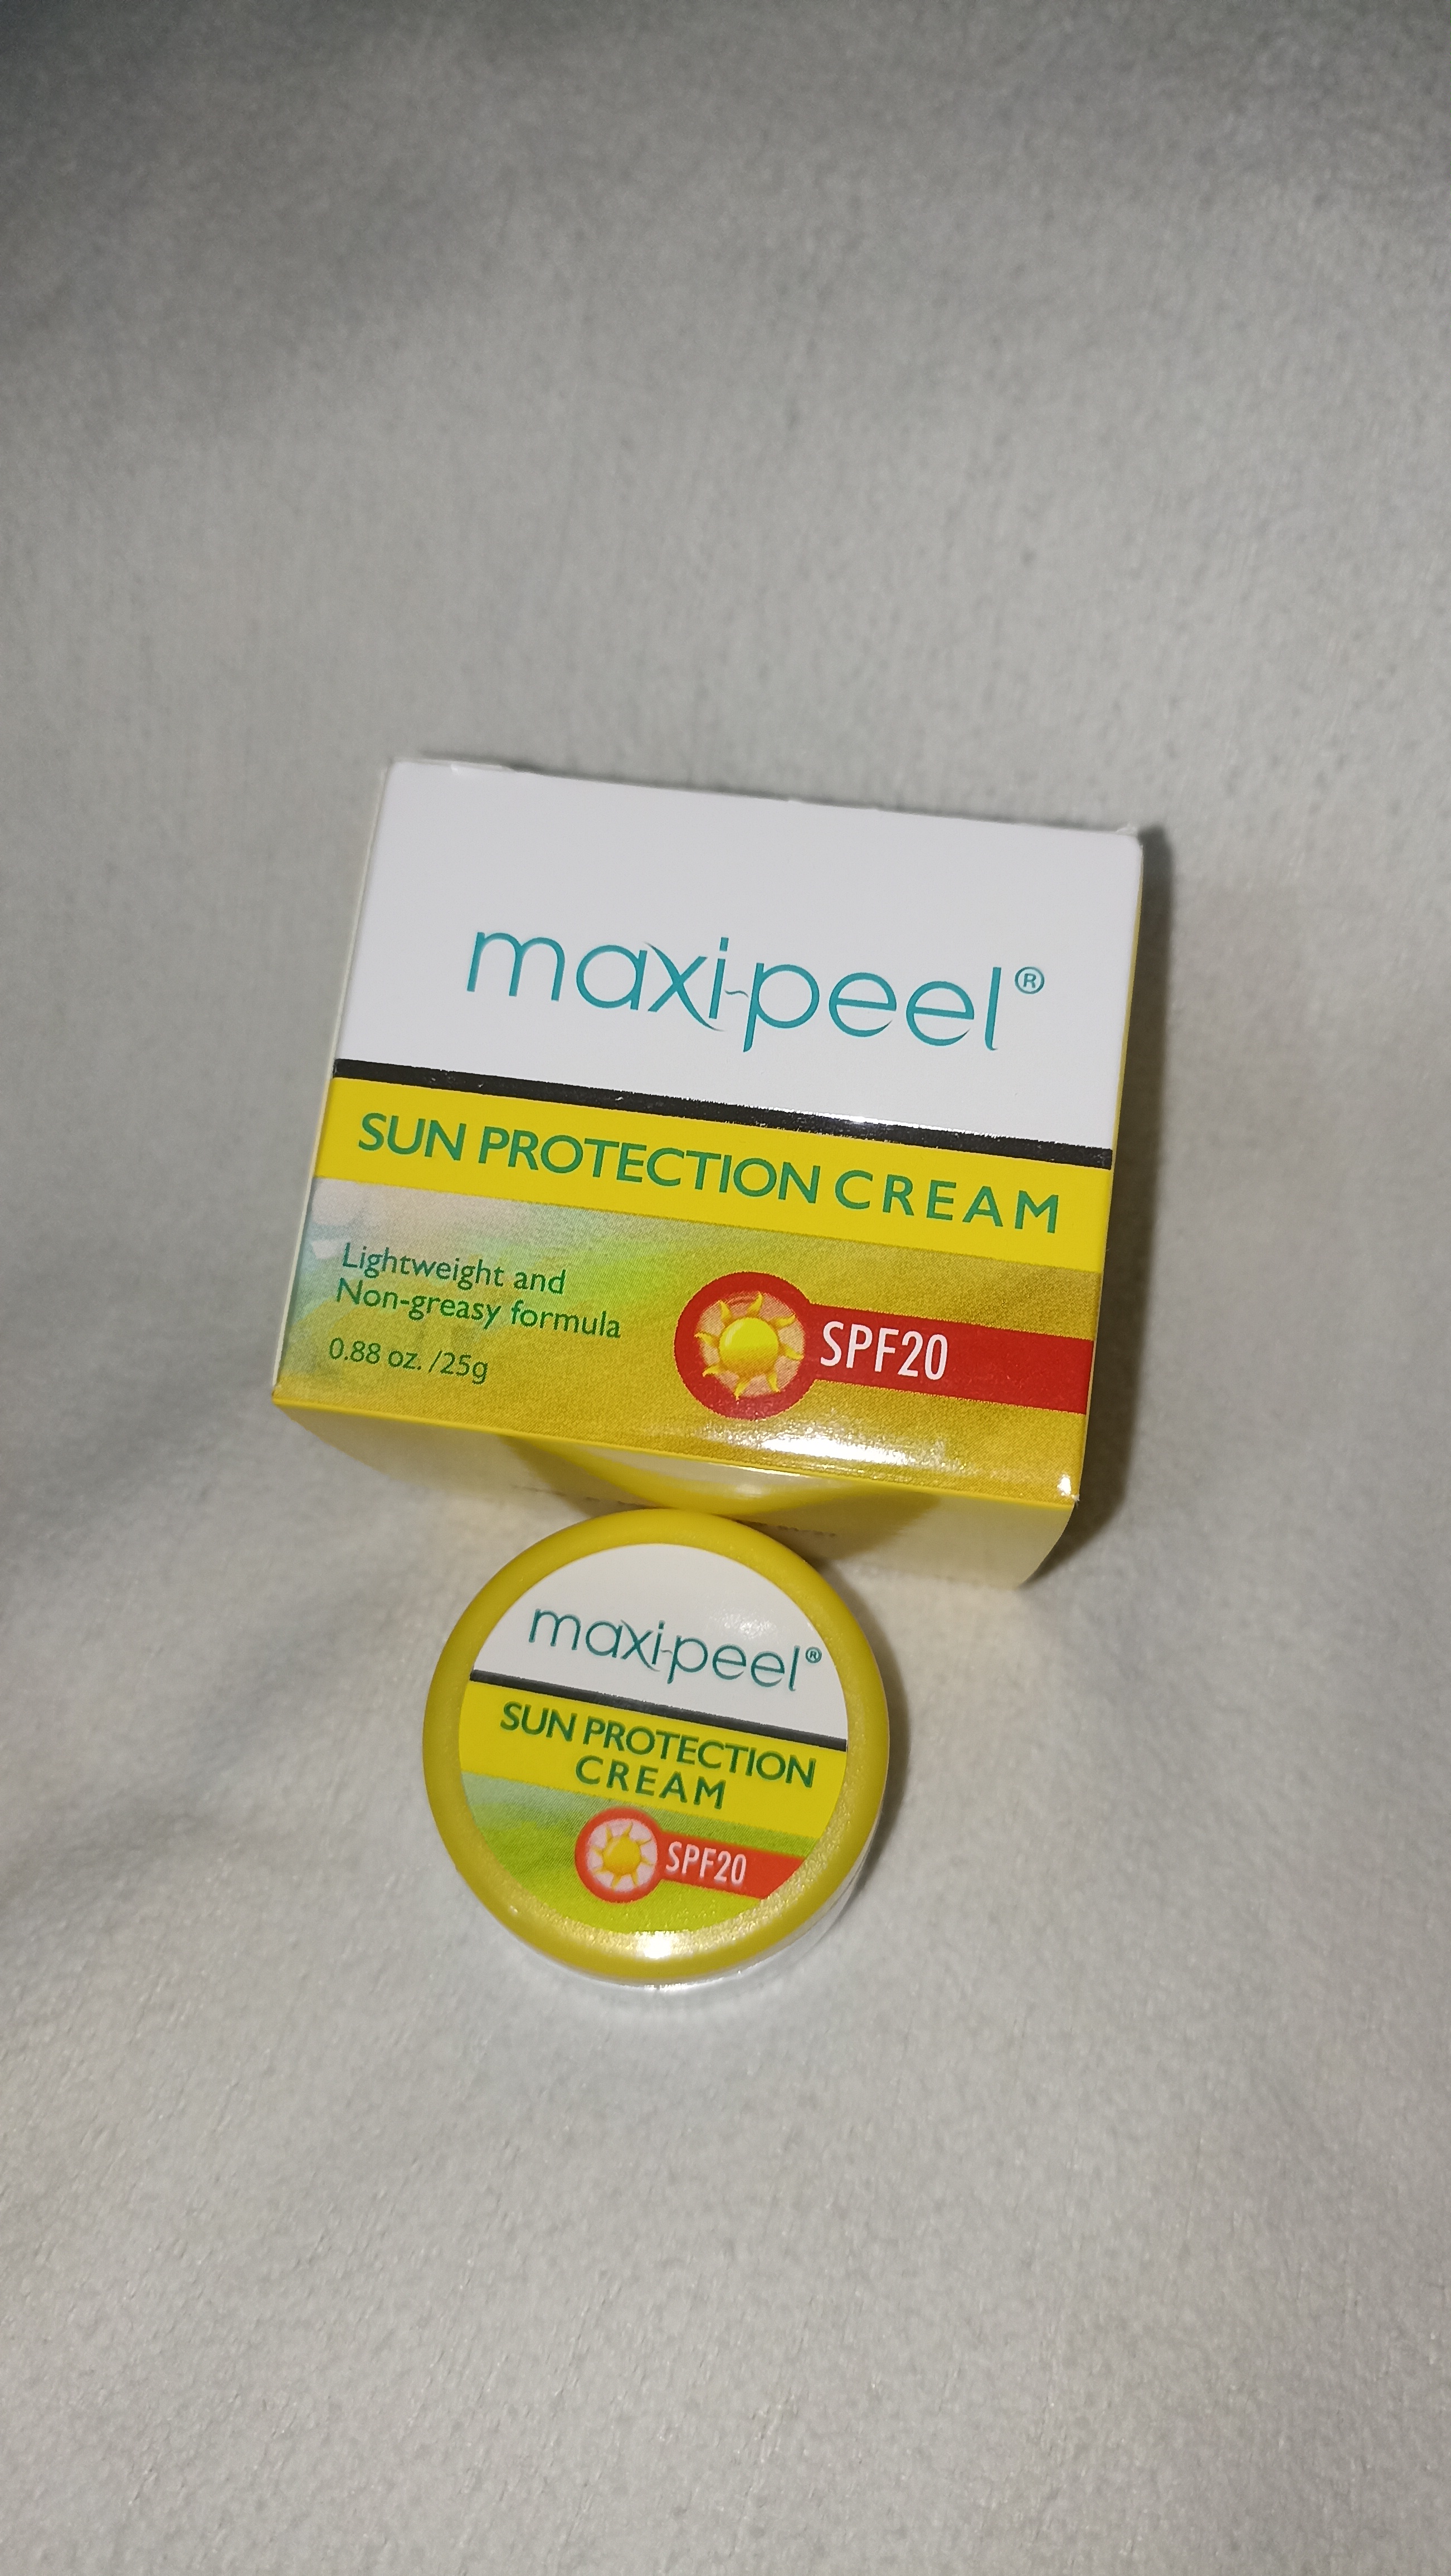 maxi-peel®
SUN PROTECTION CREAM
Lightweight and
Non-greasy formula
0.88 oz. /25g
SPF20
maxi-peel®
SUN PROTECTION
CREAM
SPF20